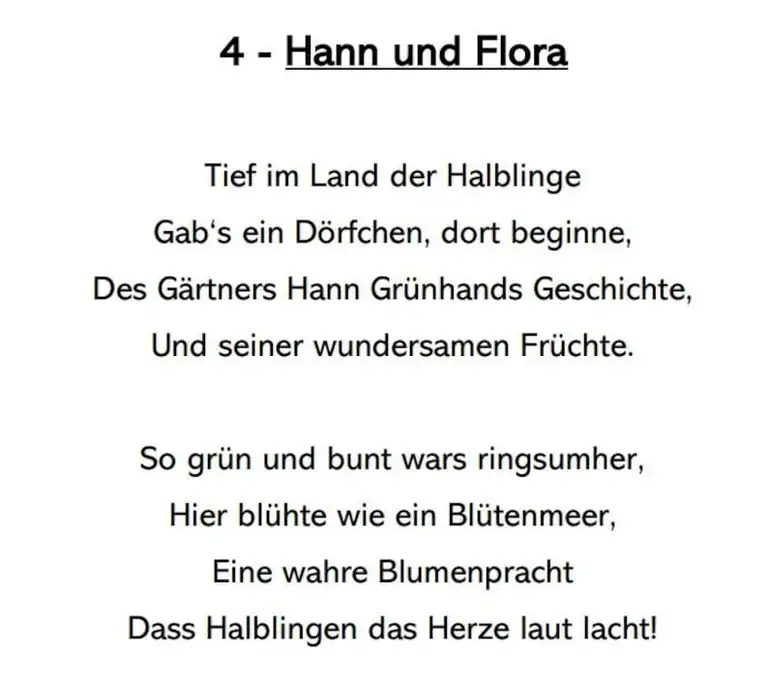 4 - Hann und Flora
Tief im Land der Halblinge
Gab‘s ein Dörfchen, dort beginne,
Des Gärtners Hann Grünhands Geschichte,
Und seiner wundersamen Früchte.
So grün und bunt wars ringsumher,
Hier blühte wie ein Blütenmeer,
Eine wahre Blumenpracht
Dass Halblingen das Herze laut lacht!